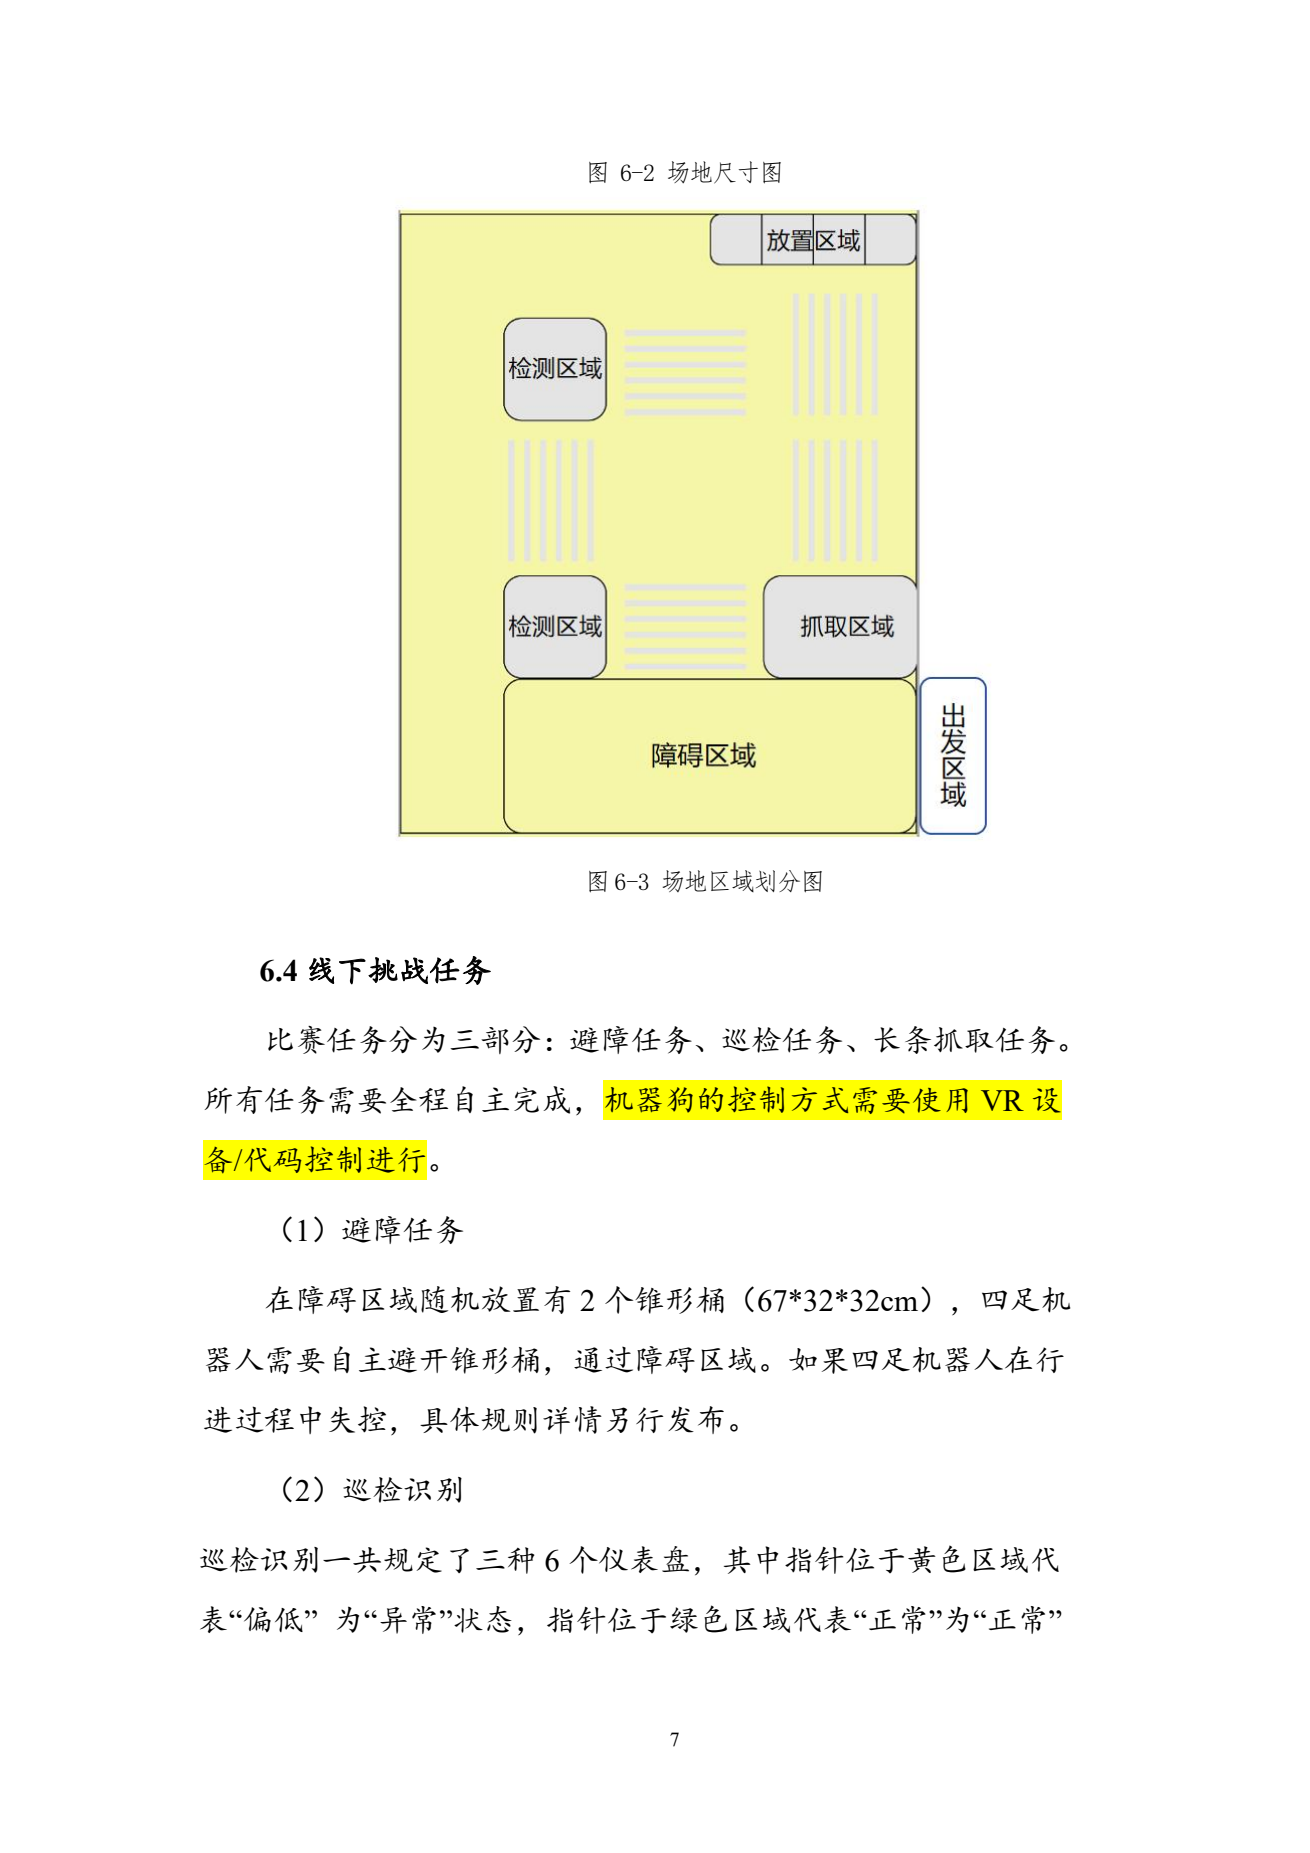 图 6-2 场地尺寸图
放置区域
检测区域
检测区域
抓取区域
障碍区域
出发区域
图 6-3 场地区域划分图
6.4 线下挑战任务
比赛任务分为三部分：避障任务、巡检任务、长条抓取任务。
所有任务需要全程自主完成，机器狗的控制方式需要使用 VR 设
备/代码控制进行。
（1）避障任务
在障碍区域随机放置有 2 个锥形桶（67*32*32cm），四足机
器人需要自主避开锥形桶，通过障碍区域。如果四足机器人在行
进过程中失控，具体规则详情另行发布。
（2）巡检识别
巡检识别一共规定了三种 6 个仪表盘，其中指针位于黄色区域代
表“偏低” 为“异常”状态，指针位于绿色区域代表“正常”为“正常”
7